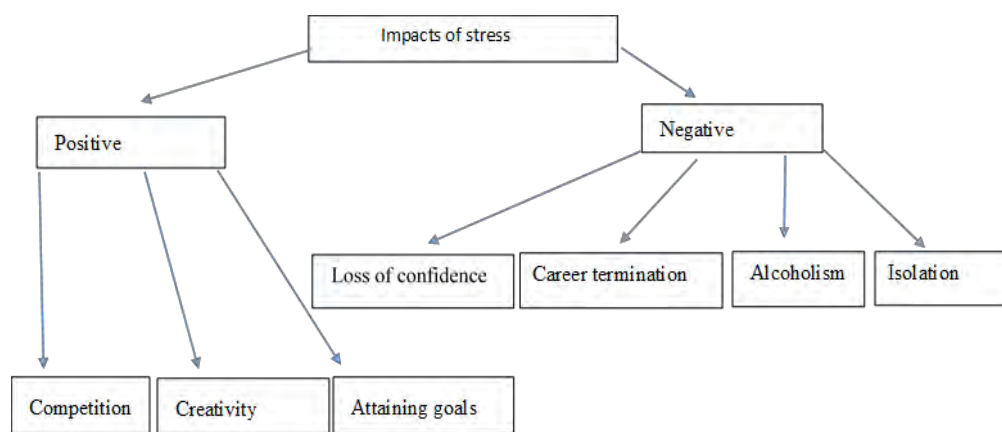 Impacts of stress
Positive
Negative
Loss of confidence
Career termination
Alcoholism
Isolation
Competition
Creativity
Attaining goals